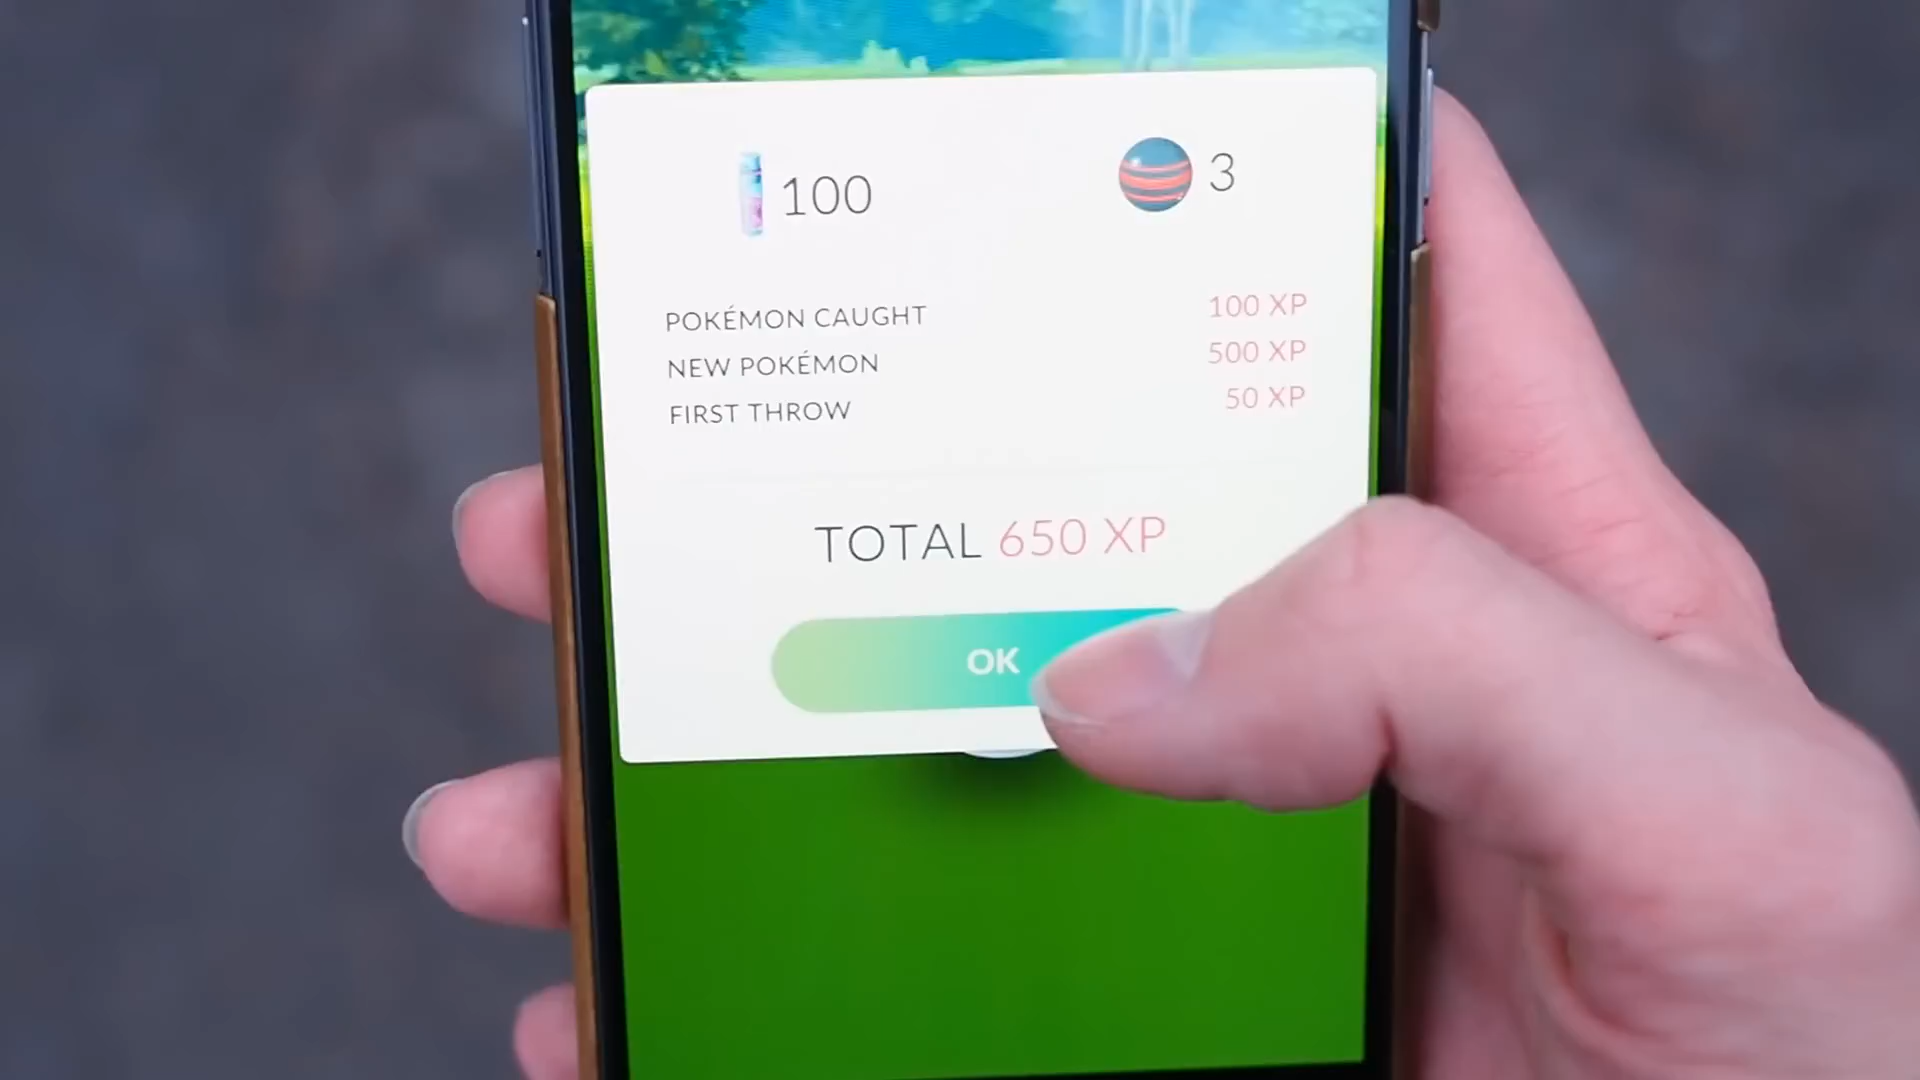 100
3
POKÉMON CAUGHT 100 XP
NEW POKÉMON 500 XP
FIRST THROW 50 XP
TOTAL 650 XP
OK